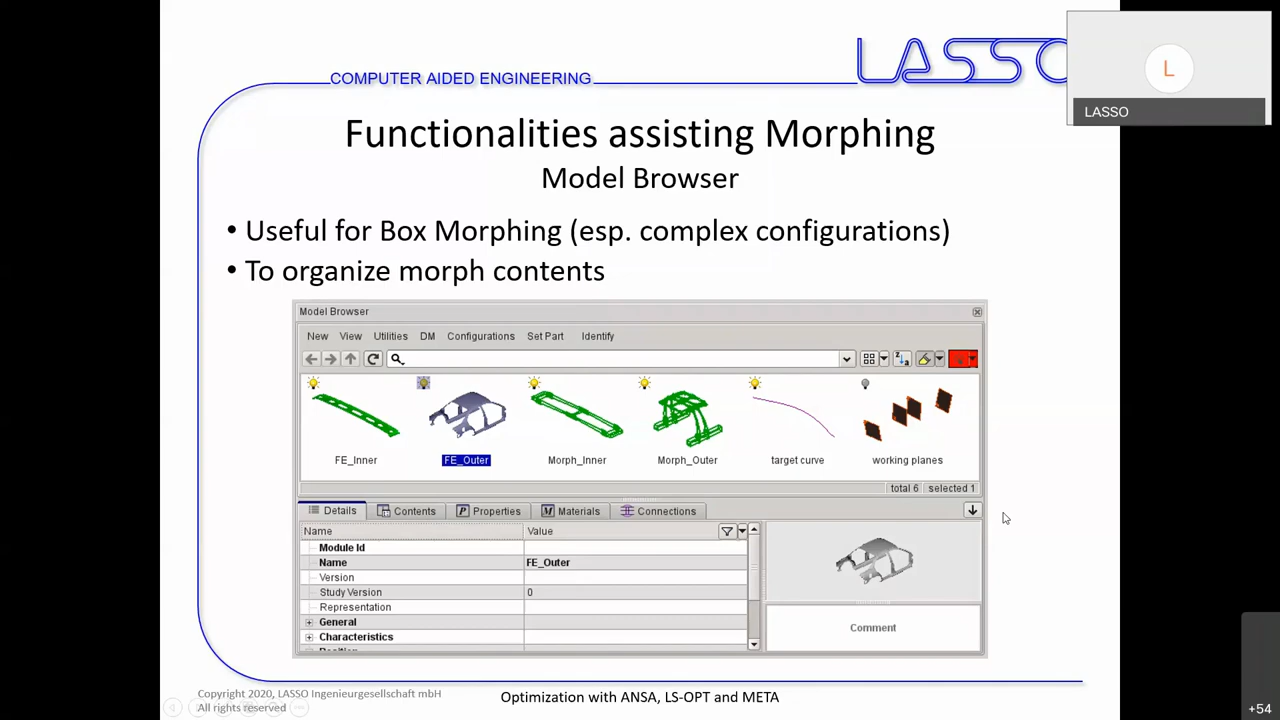 COMPUTER AIDED ENGINEERING
LASSO
L
LASSO
Functionalities assisting Morphing
Model Browser
• Useful for Box Morphing (esp. complex configurations)
• To organize morph contents
Model Browser
New View Utilities DM Configurations Set Part Identify
FE_Inner FE_Outer Morph_Inner Morph_Outer target curve working planes
total 6 selected 1
Details Contents Properties Materials Connections
Name Value
Module Id
Name FE_Outer
Version
Study Version 0
Representation
General
Characteristics
Comment
Copyright 2020, LASSO Ingenieurgesellschaft mbH
All rights reserved
Optimization with ANSA, LS-OPT and META
+54